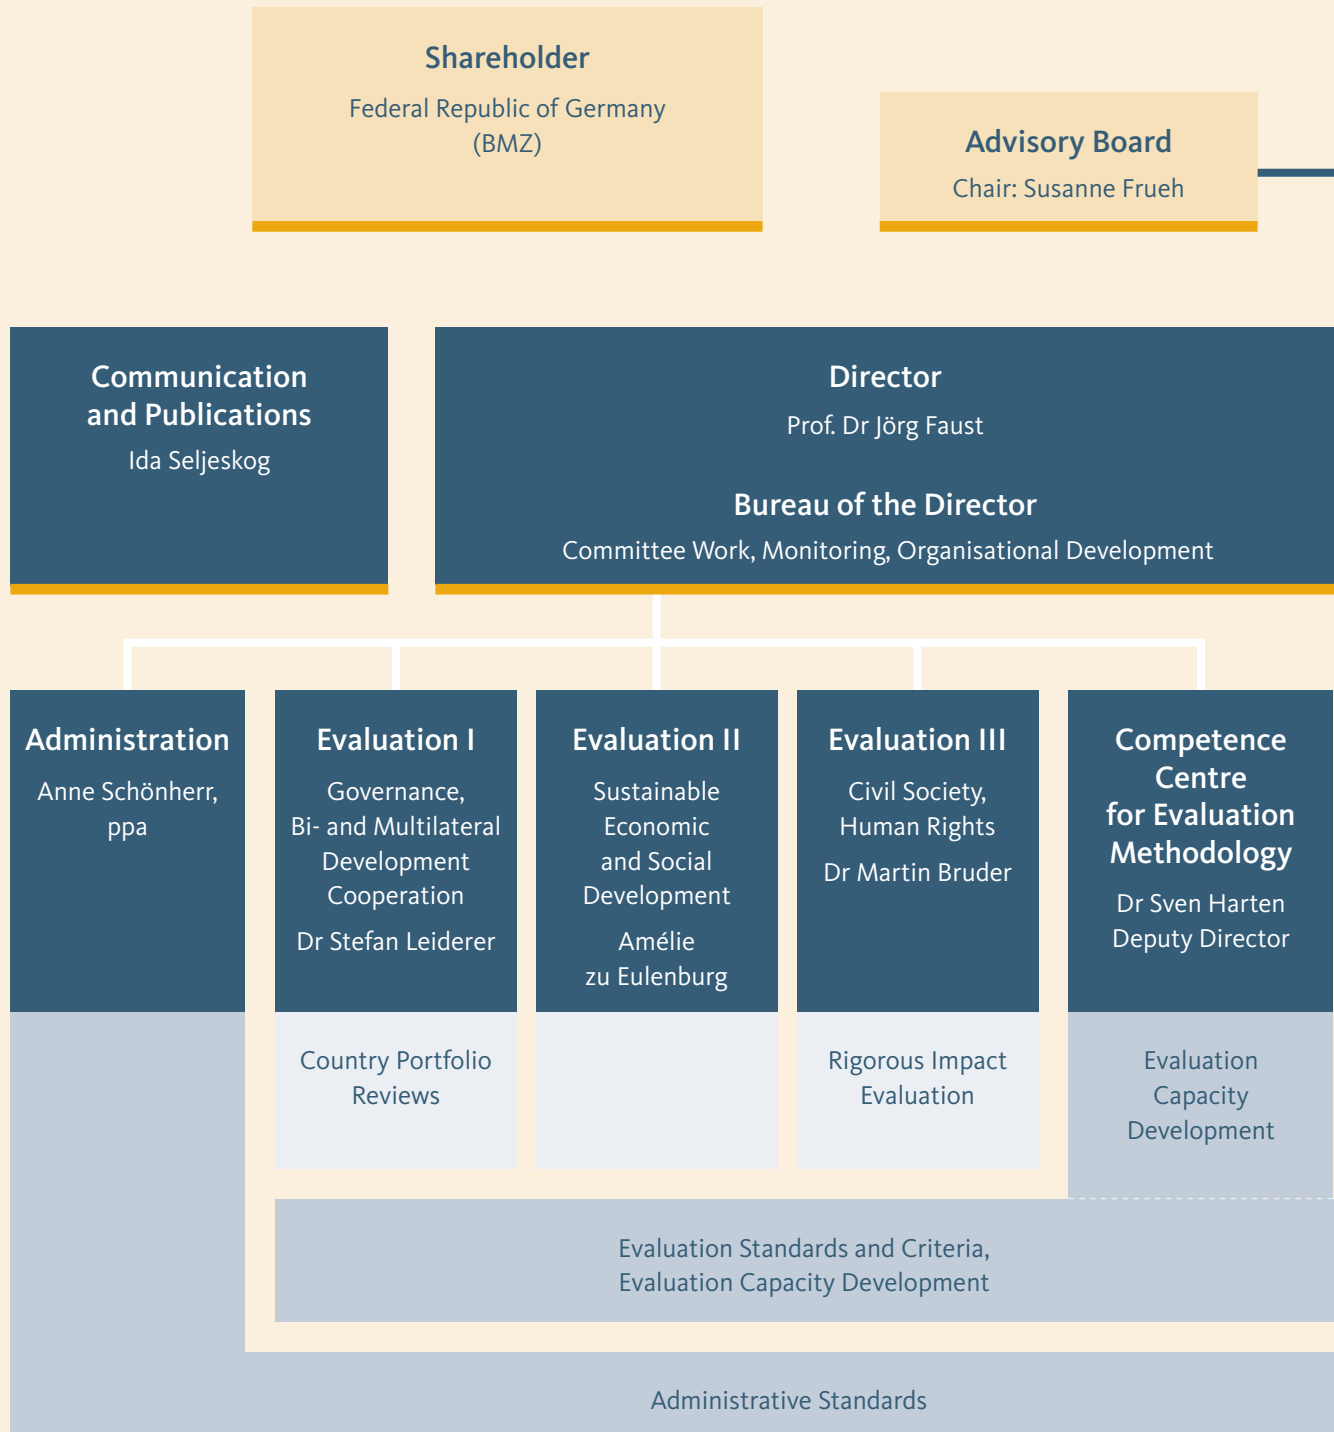 Shareholder
Federal Republic of Germany
(BMZ)
Advisory Board
Chair: Susanne Frueh
Communication
and Publications
Ida Seljeskog
Director
Prof. Dr Jörg Faust
Bureau of the Director
Committee Work, Monitoring, Organisational Development
Administration
Anne Schönherr,
ppa
Evaluation I
Governance,
Bi- and Multilateral
Development
Cooperation
Dr Stefan Leiderer
Evaluation II
Sustainable
Economic
and Social
Development
Amélie
zu Eulenburg
Evaluation III
Civil Society,
Human Rights
Dr Martin Bruder
Competence
Centre
for Evaluation
Methodology
Dr Sven Harten
Deputy Director
Country Portfolio
Reviews
Rigorous Impact
Evaluation
Evaluation
Capacity
Development
Evaluation Standards and Criteria,
Evaluation Capacity Development
Administrative Standards